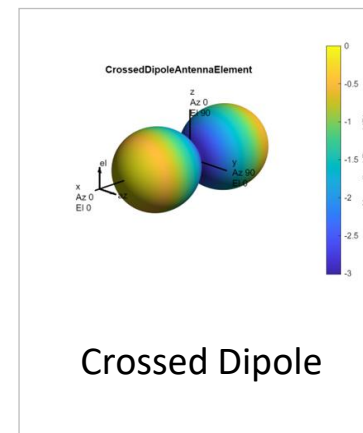 CrossedDipoleAntennaElement
0
-0.5
-1
-1.5
-2
-2.5
-3
z
Az 0
El 90
el
x
Az 0
El 0
az
y
Az 90
El 0
Crossed Dipole